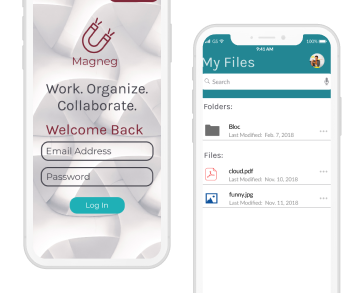 Magneg
Work. Organize.
Collaborate.
Welcome Back
Email Address
Password
Log In
9:41 AM
100%
My Files
Search
Folders:
Bloc
Last Modified: Feb. 7, 2018
Files:
cloud.pdf
Last Modified: Nov. 10, 2018
funny.jpg
Last Modified: Nov. 11, 2018